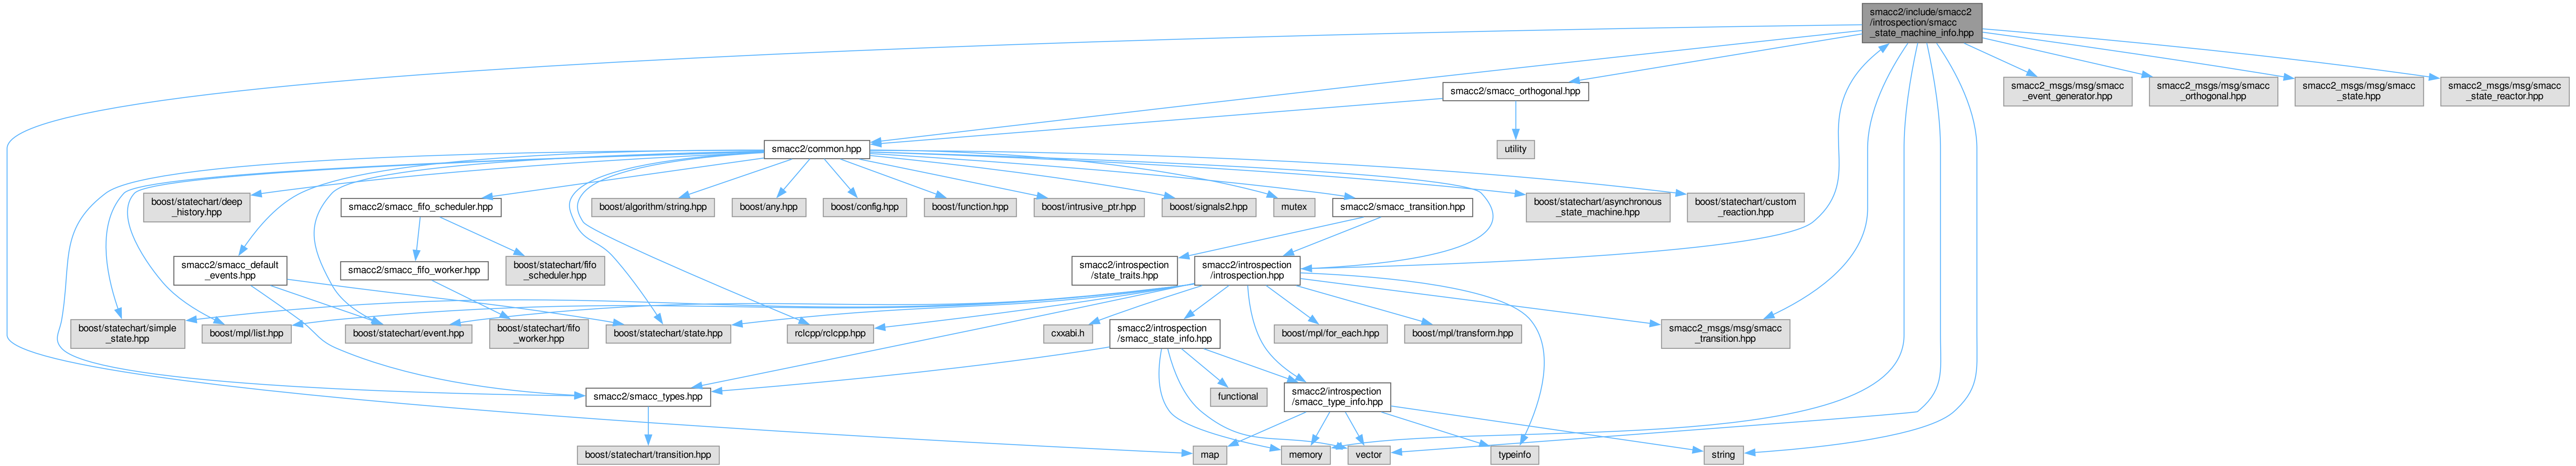 smacc2/include/smacc2
/introspection/smacc
_state_machine_info.hpp
smacc2/smacc_orthogonal.hpp
smacc2_msgs/msg/smacc
_event_generator.hpp
smacc2_msgs/msg/smacc
_orthogonal.hpp
smacc2_msgs/msg/smacc
_state.hpp
smacc2_msgs/msg/smacc
_state_reactor.hpp
smacc2/common.hpp
utility
boost/statechart/deep
_history.hpp
smacc2/smacc_fifo_scheduler.hpp
boost/algorithm/string.hpp
boost/any.hpp
boost/config.hpp
boost/function.hpp
boost/intrusive_ptr.hpp
boost/signals2.hpp
mutex
smacc2/smacc_transition.hpp
boost/statechart/asynchronous
_state_machine.hpp
boost/statechart/custom
_reaction.hpp
smacc2/smacc_default
_events.hpp
smacc2/smacc_fifo_worker.hpp
boost/statechart/fifo
_scheduler.hpp
smacc2/introspection
/state_traits.hpp
smacc2/introspection
/introspection.hpp
boost/statechart/simple
_state.hpp
boost/mpl/list.hpp
boost/statechart/event.hpp
boost/statechart/fifo
_worker.hpp
boost/statechart/state.hpp
rclcpp/rclcpp.hpp
cxxabi.h
smacc2/introspection
/smacc_state_info.hpp
boost/mpl/for_each.hpp
boost/mpl/transform.hpp
smacc2_msgs/msg/smacc
_transition.hpp
smacc2/smacc_types.hpp
functional
smacc2/introspection
/smacc_type_info.hpp
boost/statechart/transition.hpp
map
memory
vector
typeinfo
string